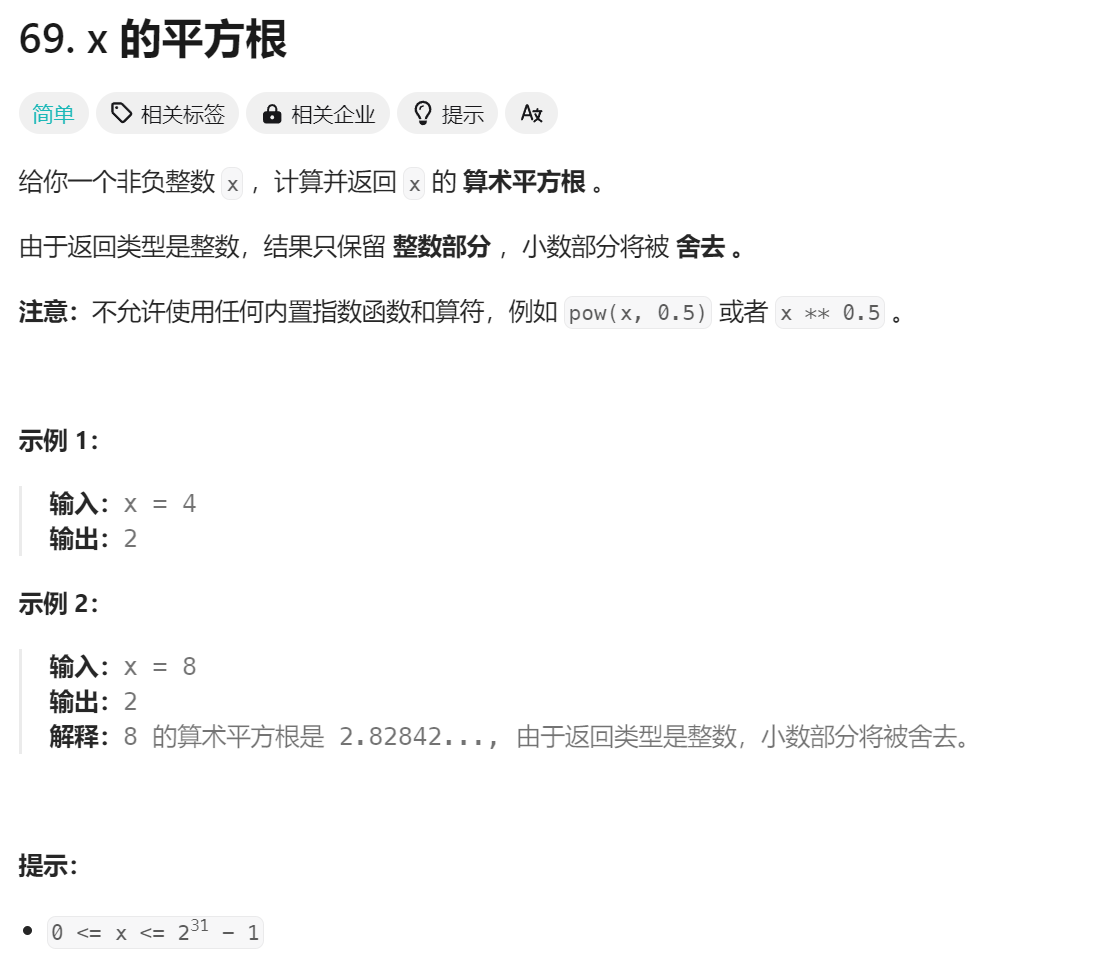 69. x 的平方根
简单 相关标签 相关企业 提示 A文
给你一个非负整数 x ，计算并返回 x 的 算术平方根 。
由于返回类型是整数，结果只保留 整数部分 ，小数部分将被 舍去 。
注意：不允许使用任何内置指数函数和算符，例如 pow(x, 0.5) 或者 x ** 0.5 。
示例 1：
输入：x = 4
输出：2
示例 2：
输入：x = 8
输出：2
解释：8 的算术平方根是 2.82842..., 由于返回类型是整数，小数部分将被舍去。
提示：
• 0 <= x <= 2³¹ - 1